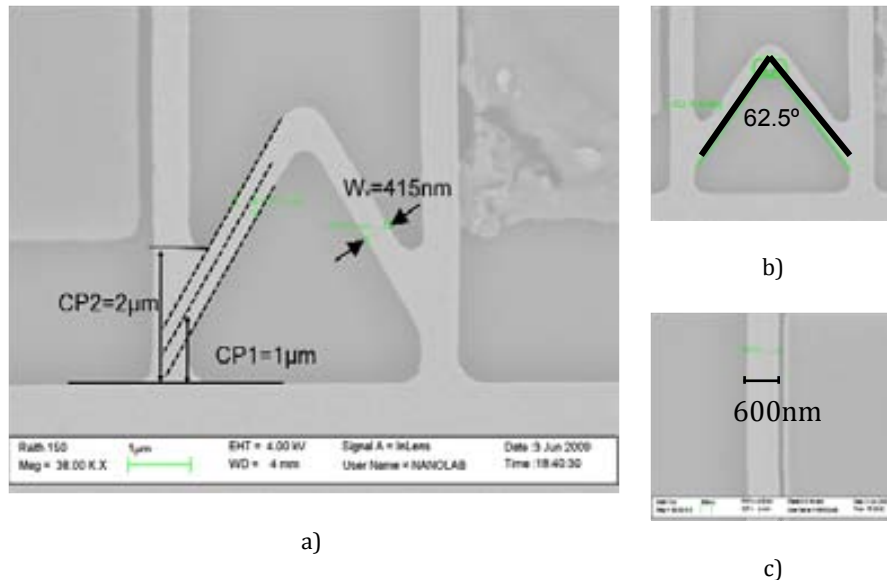 Wᵥ=415nm
CP2=2µm
CP1=1µm
Raith.150
1µm
EHT = 4.00 kV
Signal A = InLens
Date :3 Jun 2009
Mag = 38.00 K X
WD = 4 mm
User Name = NANOLAB
Time :18:40:30
a)
62.5º
b)
600nm
c)